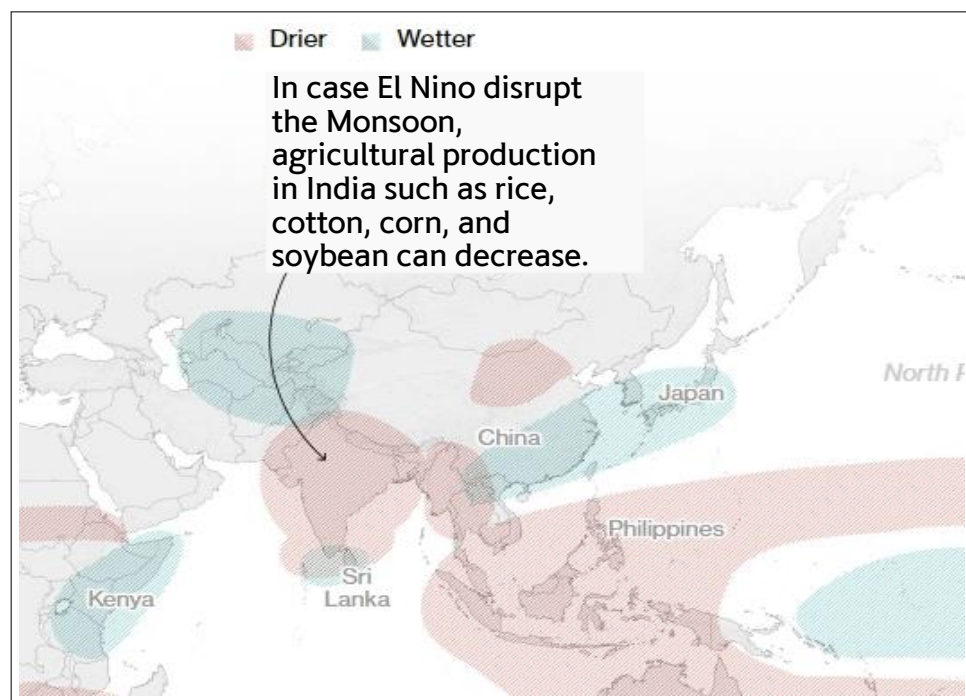 Drier Wetter
In case El Nino disrupt
the Monsoon,
agricultural production
in India such as rice,
cotton, corn, and
soybean can decrease.
North P
Japan
China
Philippines
Sri
Lanka
Kenya